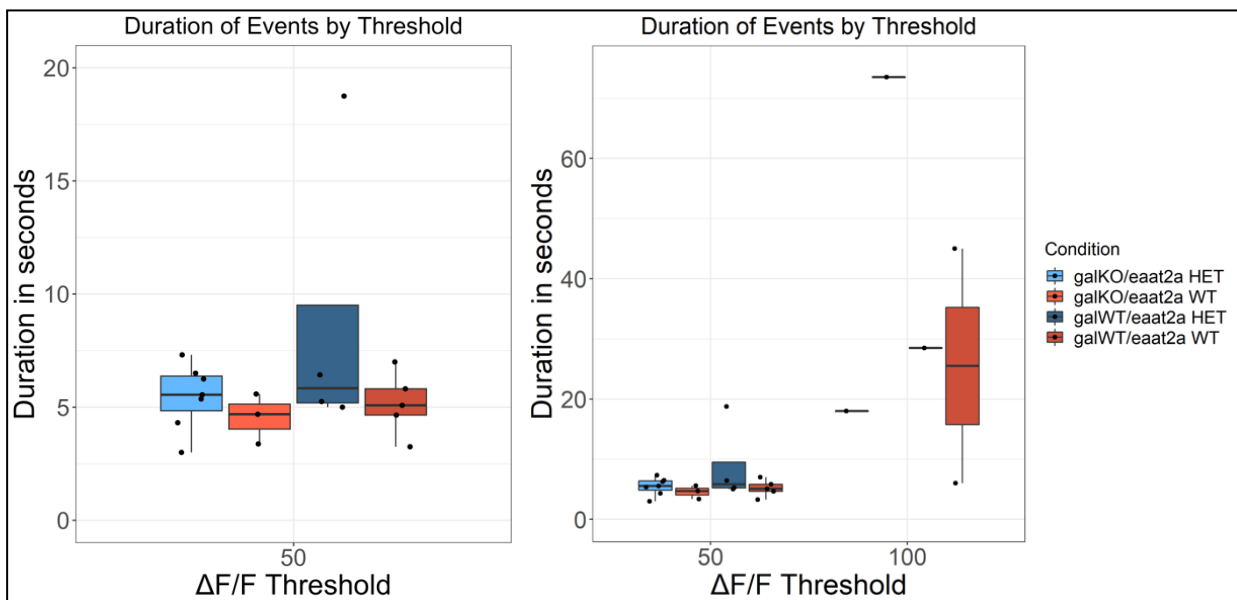 Duration of Events by Threshold
Duration in seconds
20
15
10
5
0
50
ΔF/F Threshold
Duration of Events by Threshold
Duration in seconds
60
40
20
0
50 100
ΔF/F Threshold
Condition
galKO/eaat2a HET
galKO/eaat2a WT
galWT/eaat2a HET
galWT/eaat2a WT